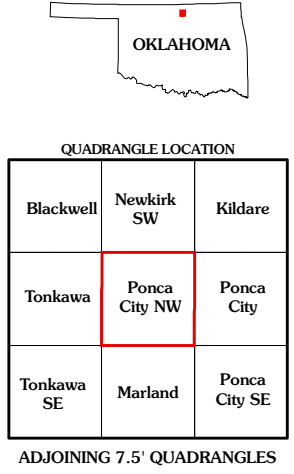 OKLAHOMA
QUADRANGLE LOCATION
Blackwell
Newkirk
SW
Kildare
Tonkawa
Ponca
City NW
Ponca
City
Tonkawa
SE
Marland
Ponca
City SE
ADJOINING 7.5' QUADRANGLES